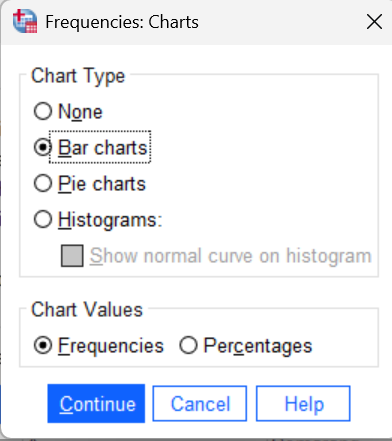 Frequencies: Charts
Chart Type
None
Bar charts
Pie charts
Histograms:
Show normal curve on histogram
Chart Values
Frequencies Percentages
Continue Cancel Help